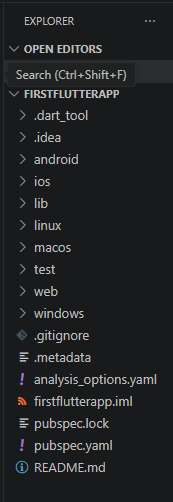 EXPLORER
OPEN EDITORS
Search (Ctrl+Shift+F)
FIRSTFLUTTERAPP
.dart_tool
.idea
android
ios
lib
linux
macos
test
web
windows
.gitignore
.metadata
analysis_options.yaml
firstflutterapp.iml
pubspec.lock
pubspec.yaml
README.md